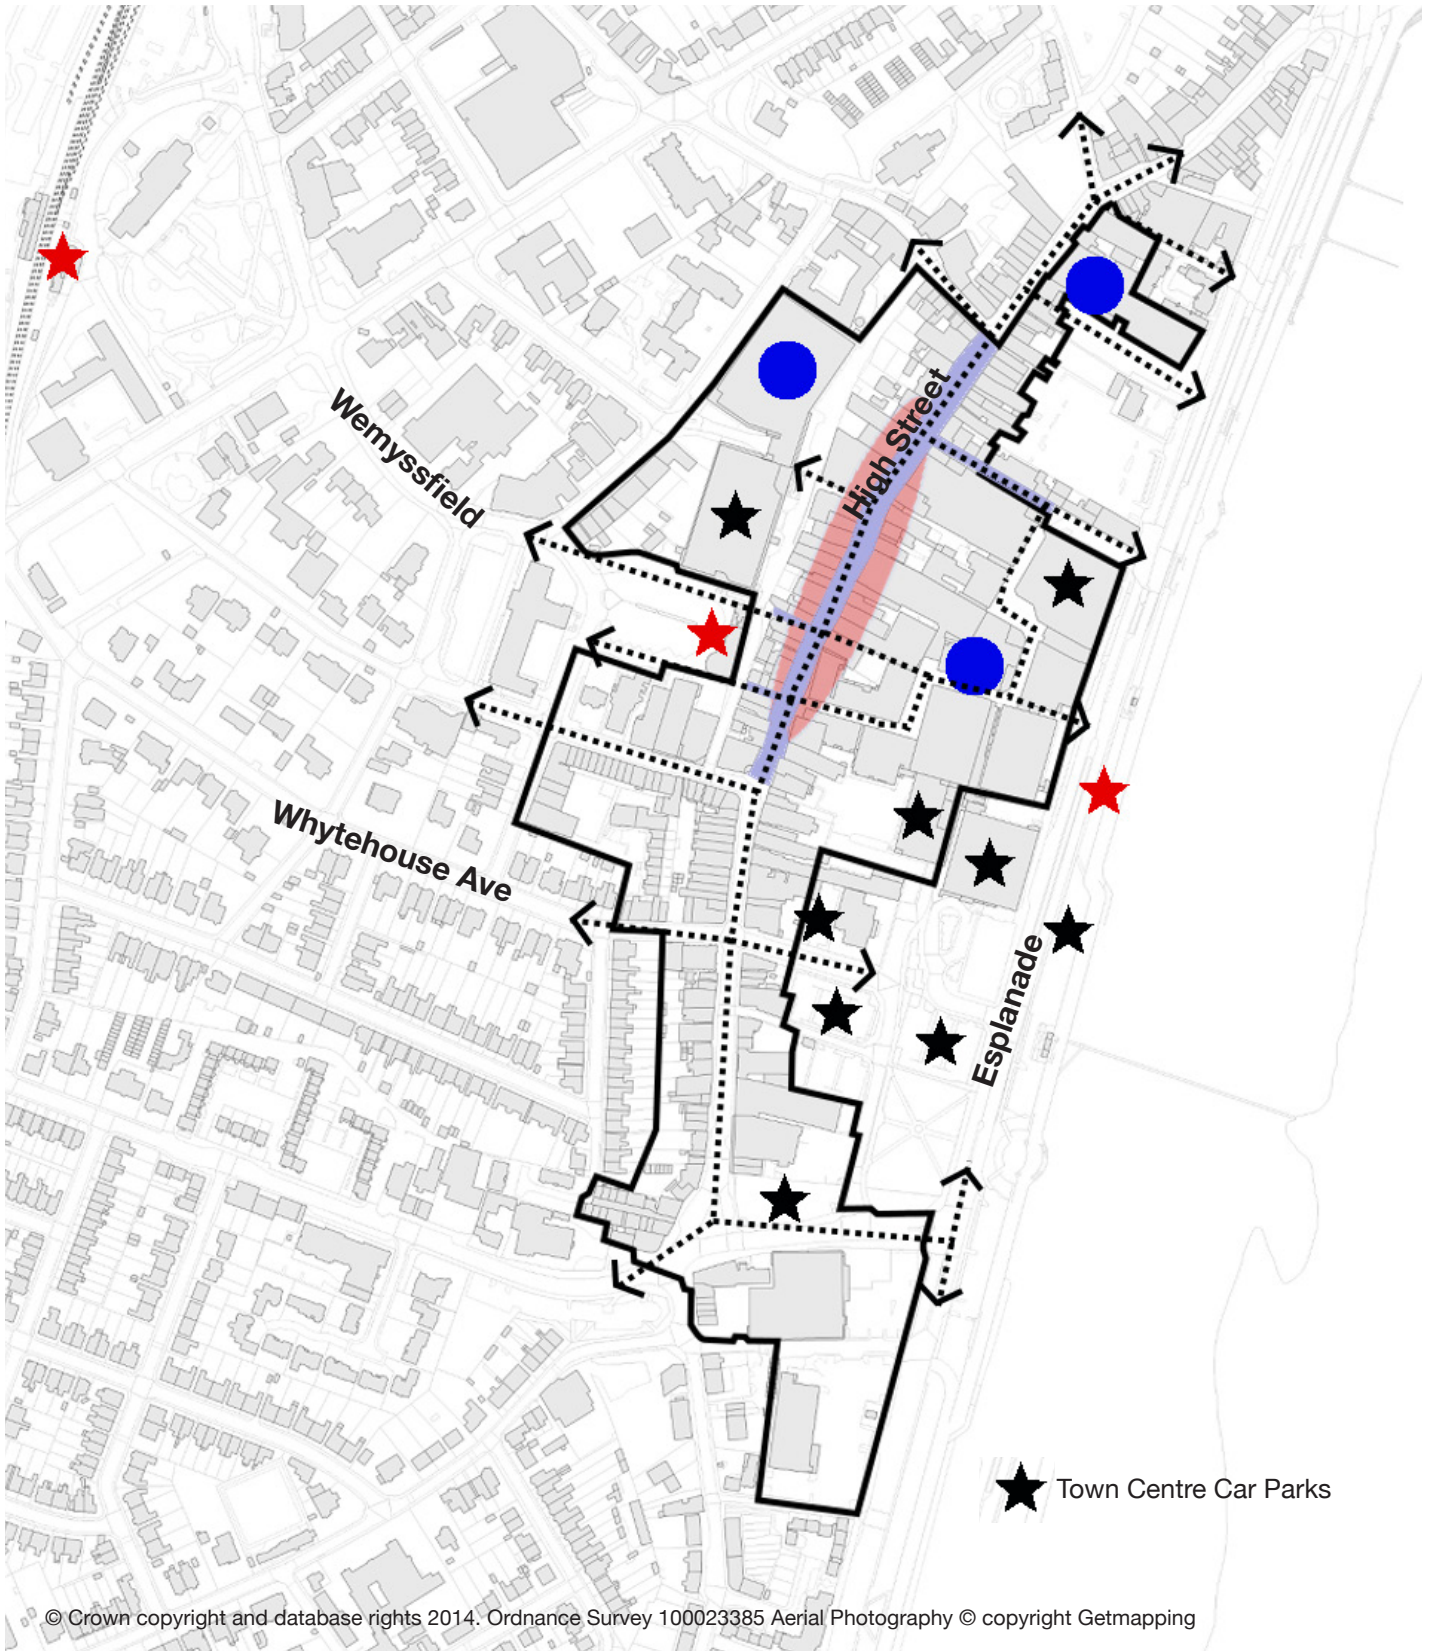 High Street
Wemyssfield
Whytehouse Ave
Esplanade
Town Centre Car Parks
© Crown copyright and database rights 2014. Ordnance Survey 100023385 Aerial Photography © copyright Getmapping